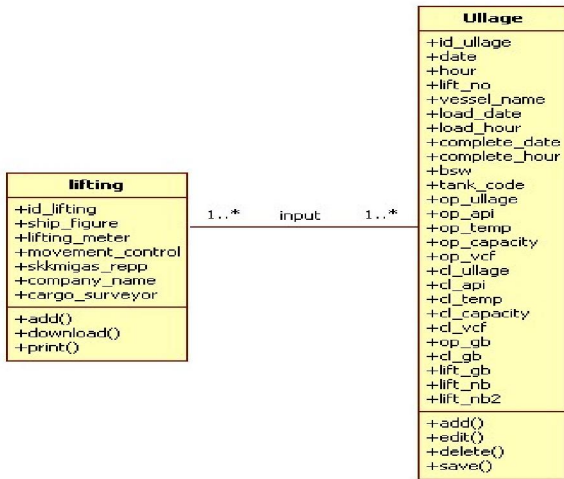 lifting
+id_lifting
+ship_figure
+lifting_meter
+movement_control
+skkmigas_repp
+company_name
+cargo_surveyor
+add()
+download()
+print()
1..* input 1..*
Ullage
+id_ullage
+date
+hour
+lift_no
+vessel_name
+load_date
+load_hour
+complete_date
+complete_hour
+bsw
+tank_code
+op_ullage
+op_api
+op_temp
+op_capacity
+op_vcf
+cl_ullage
+cl_api
+cl_temp
+cl_capacity
+cl_vcf
+op_gb
+cl_gb
+lift_gb
+lift_nb
+lift_nb2
+add()
+edit()
+delete()
+save()